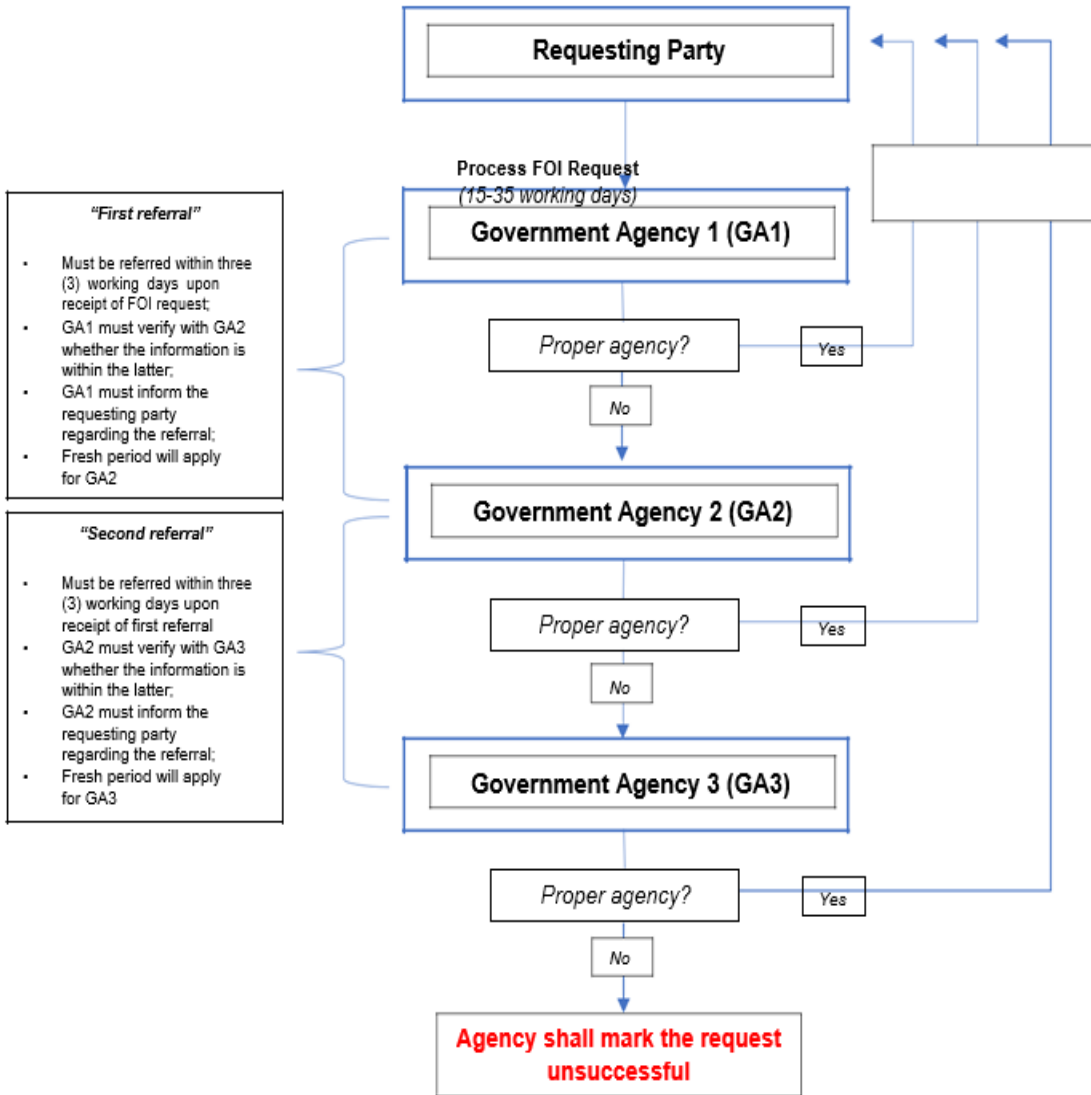 Requesting Party
Process FOI Request
(15-35 working days)
Government Agency 1 (GA1)
“First referral”
▪ Must be referred within three
(3) working days upon
receipt of FOI request;
▪ GA1 must verify with GA2
whether the information is
within the latter;
▪ GA1 must inform the
requesting party
regarding the referral;
▪ Fresh period will apply
for GA2
Proper agency?
Yes
No
Government Agency 2 (GA2)
“Second referral”
▪ Must be referred within three
(3) working days upon
receipt of first referral
▪ GA2 must verify with GA3
whether the information is
within the latter;
▪ GA2 must inform the
requesting party
regarding the referral;
▪ Fresh period will apply
for GA3
Proper agency?
Yes
No
Government Agency 3 (GA3)
Proper agency?
Yes
No
Agency shall mark the request
unsuccessful